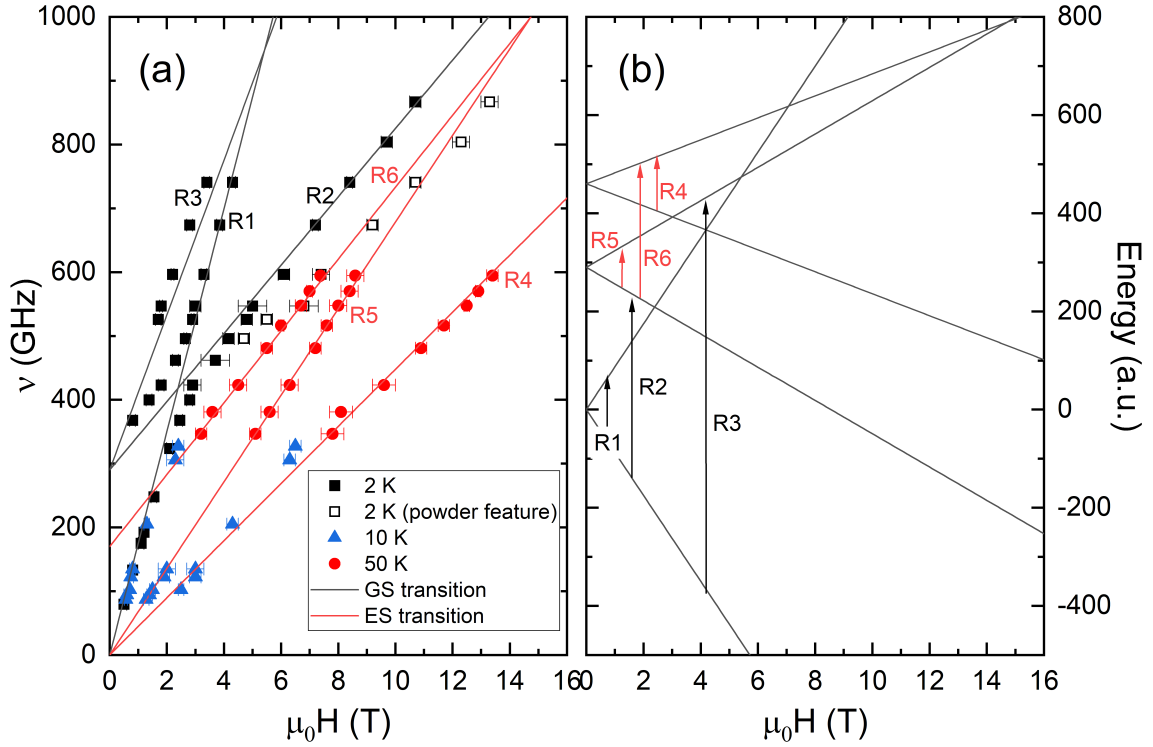 (a)
(b)
1000
800
600
400
200
0
ν (GHz)
R3
R1
R2
R6
R5
R4
2 K
2 K (powder feature)
10 K
50 K
GS transition
ES transition
0 2 4 6 8 10 12 14 16
μ₀H (T)
R5
R4
R6
R2
R1
R3
800
600
400
200
0
-200
-400
Energy (a.u.)
0 2 4 6 8 10 12 14 16
μ₀H (T)